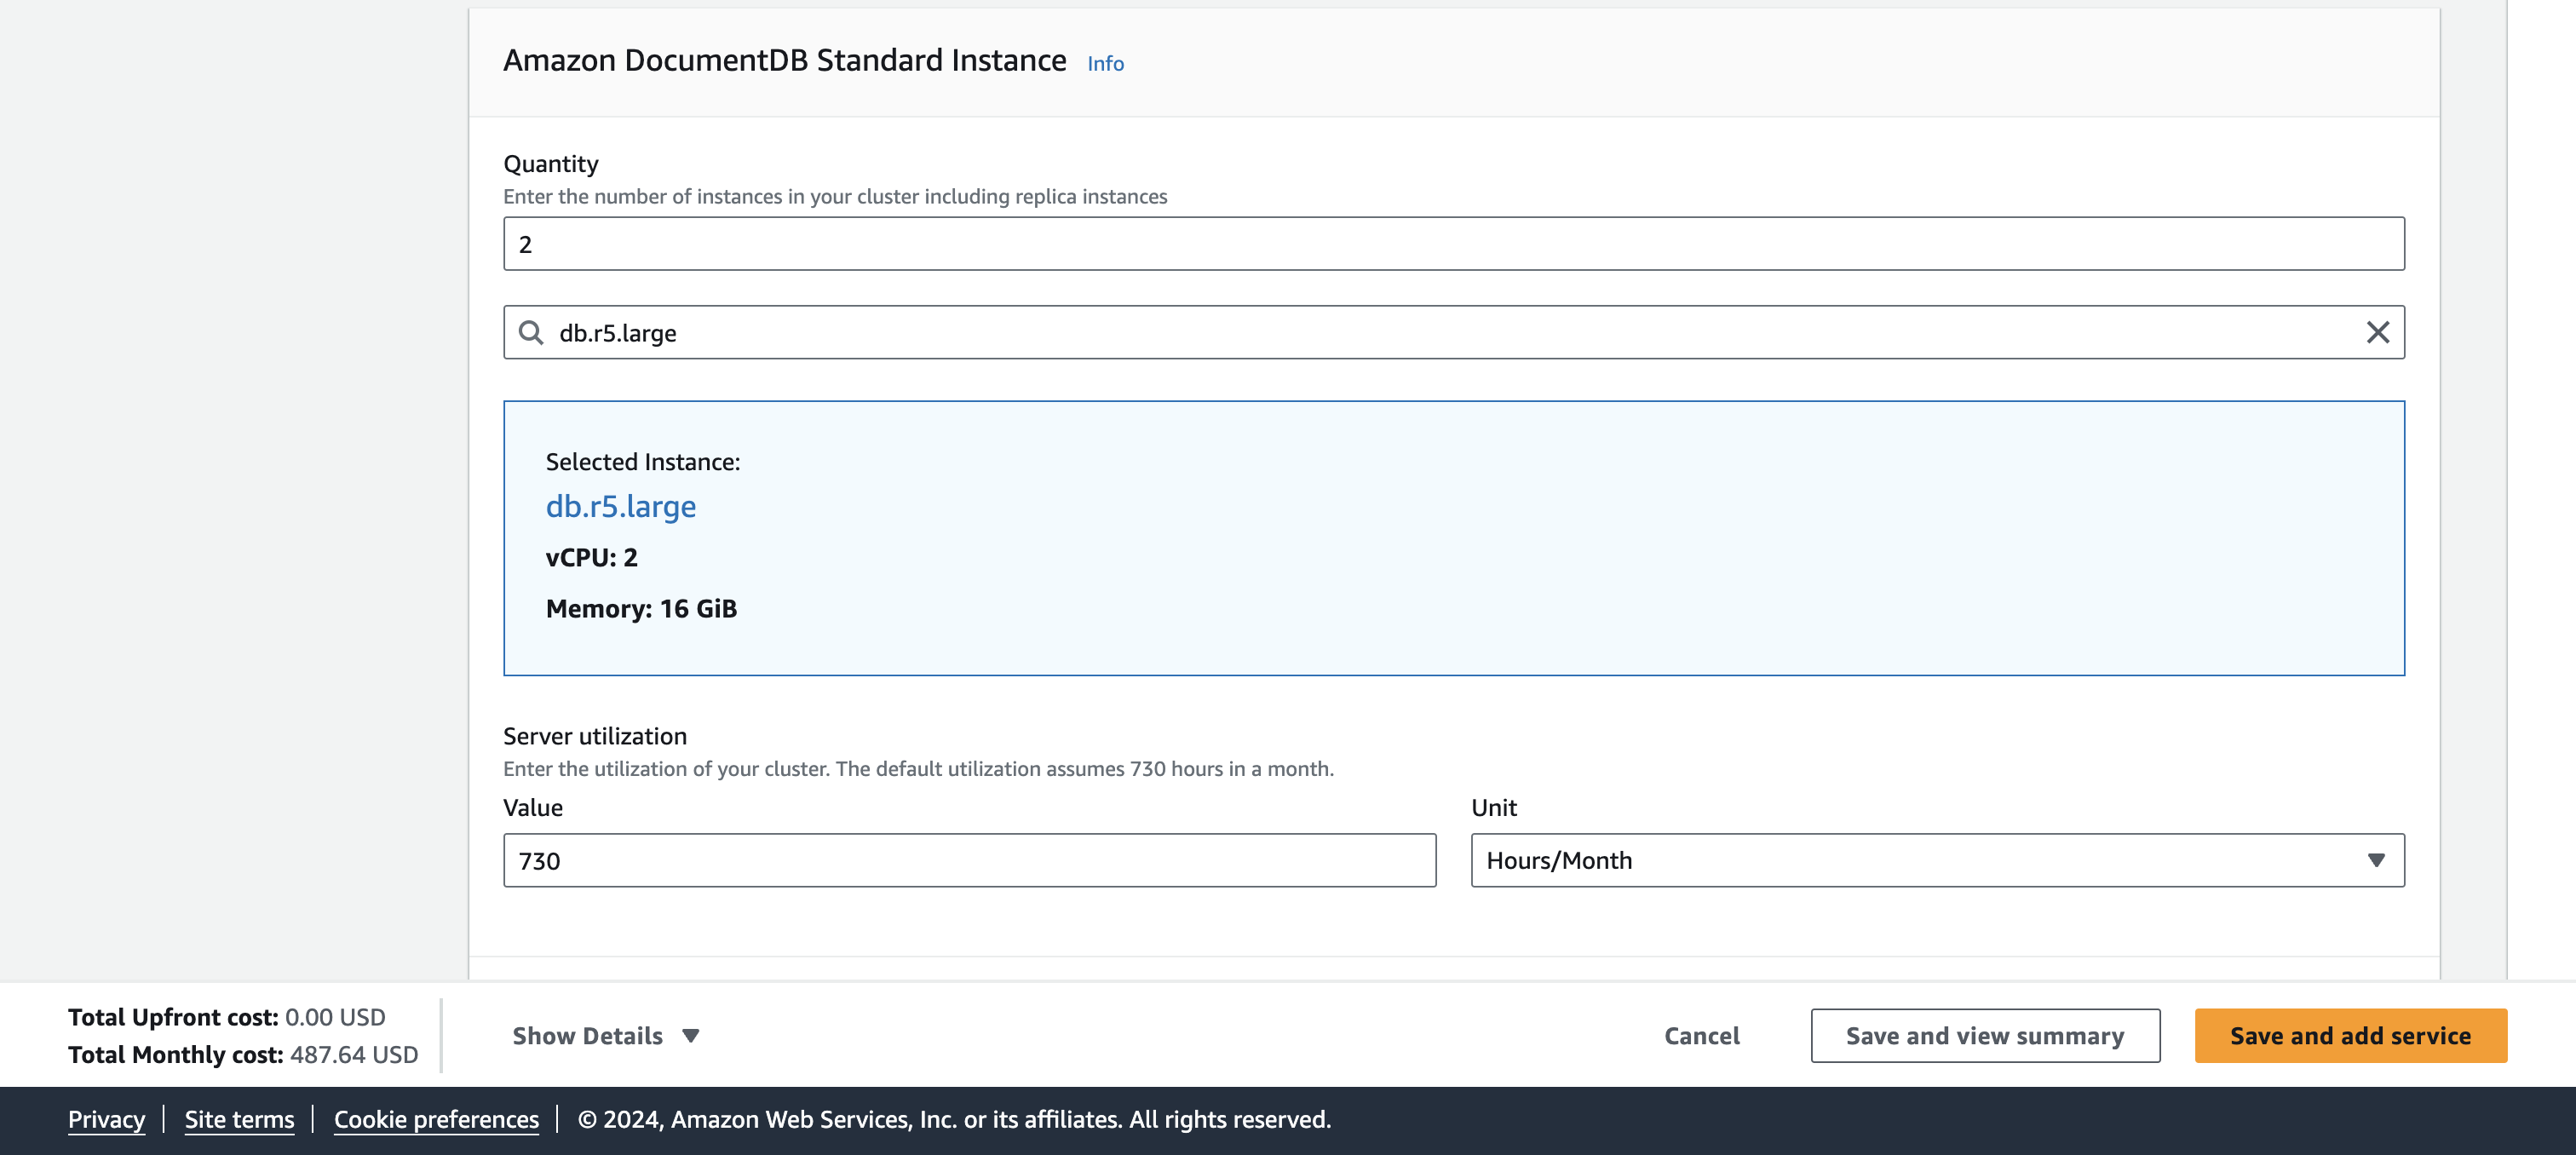 Amazon DocumentDB Standard Instance Info
Quantity
Enter the number of instances in your cluster including replica instances
2
db.r5.large
Selected Instance:
db.r5.large
vCPU: 2
Memory: 16 GiB
Server utilization
Enter the utilization of your cluster. The default utilization assumes 730 hours in a month.
Value
Unit
730
Hours/Month
Total Upfront cost: 0.00 USD
Total Monthly cost: 487.64 USD
Show Details
Cancel
Save and view summary
Save and add service
Privacy | Site terms | Cookie preferences | © 2024, Amazon Web Services, Inc. or its affiliates. All rights reserved.